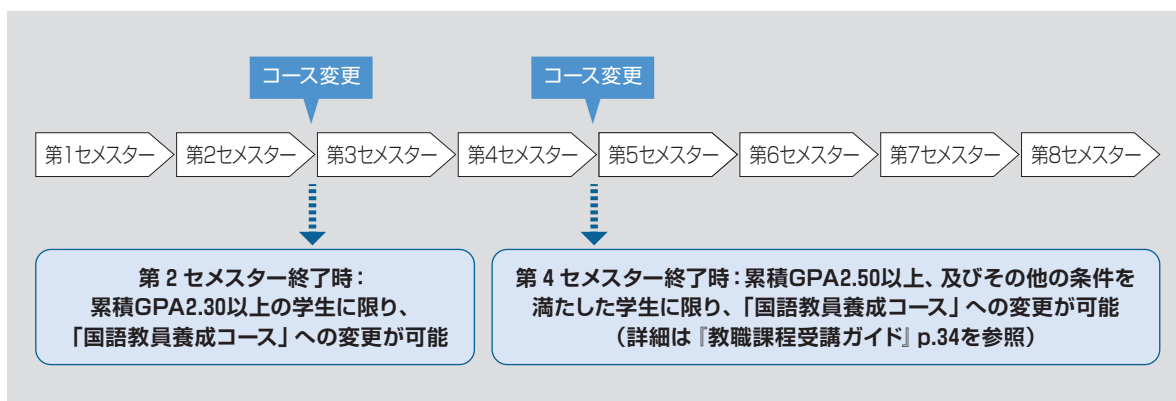 コース変更
コース変更
第1セメスター
第2セメスター
第3セメスター
第4セメスター
第5セメスター
第6セメスター
第7セメスター
第8セメスター
第 2 セメスター終了時：
累積GPA2.30以上の学生に限り、
「国語教員養成コース」への変更が可能
第 4 セメスター終了時：累積GPA2.50以上、及びその他の条件を
満たした学生に限り、「国語教員養成コース」への変更が可能
（詳細は『教職課程受講ガイド』p.34を参照）